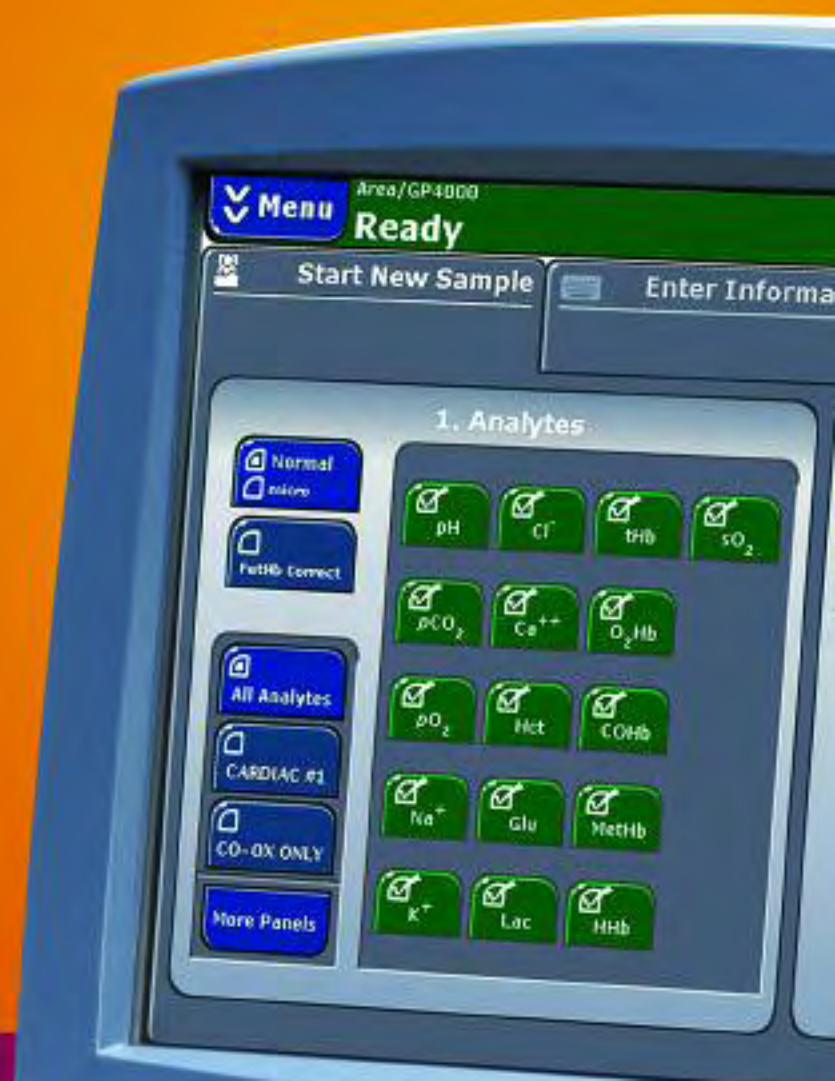 Menu
Area/GP4000
Ready
Start New Sample
Enter Informa
1. Analytes
Normal
micro
FetHb Correct
All Analytes
CARDIAC #1
CO-OX ONLY
More Panels
pH
Cl⁻
tHb
sO₂
pCO₂
Ca⁺⁺
O₂Hb
pO₂
Hct
COHb
Na⁺
Glu
MetHb
K⁺
Lac
HHb